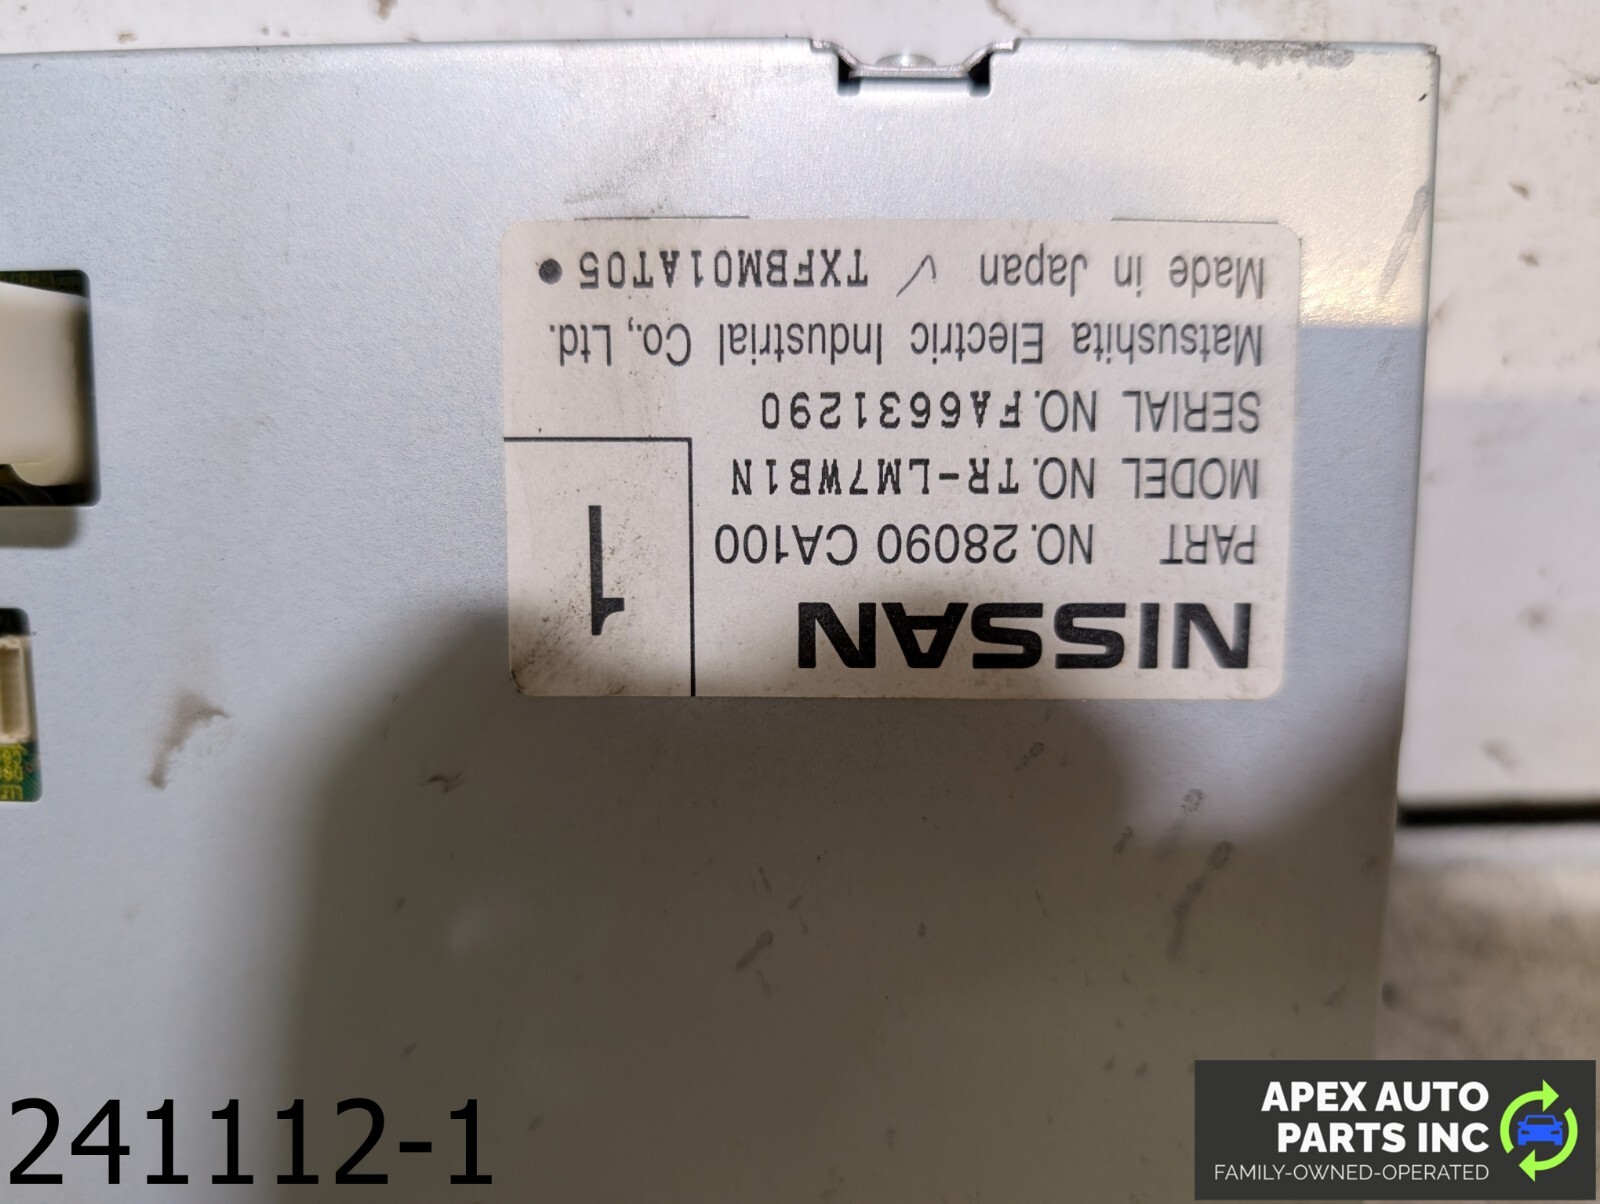 NISSAN
PART NO. 28090 CA100
MODEL NO. TR-LM7WB1N
SERIAL NO. FA6631290
Matsushita Electric Industrial Co., Ltd.
Made in Japan √ TXFBM01AT05 ●
1
241112-1
APEX AUTO
PARTS INC
FAMILY-OWNED-OPERATED